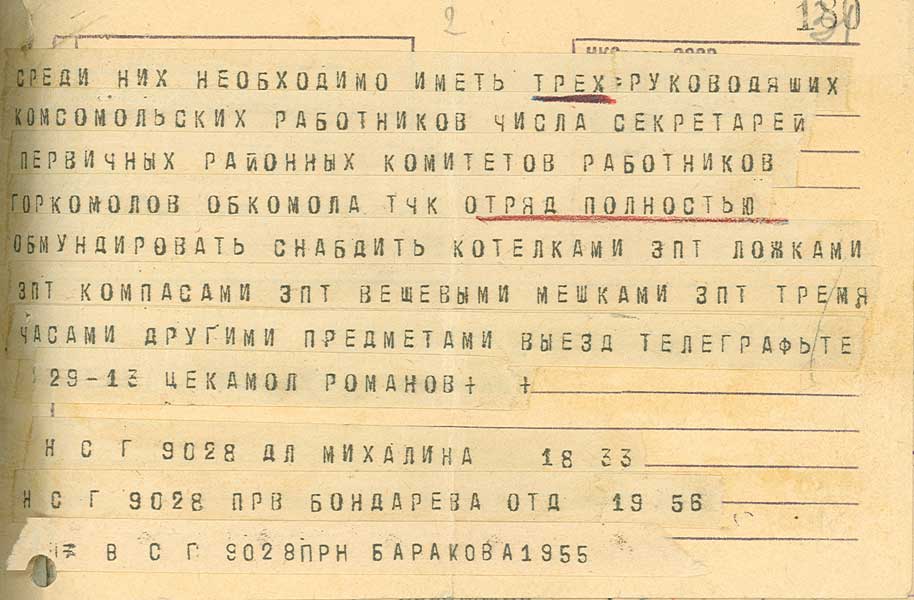 2
СРЕДИ НИХ НЕОБХОДИМО ИМЕТЬ ТРЕХ РУКОВОДЯШИХ
КОМСОМОЛЬСКИХ РАБОТНИКОВ ЧИСЛА СЕКРЕТАРЕЙ
ПЕРВИЧНЫХ РАЙОННЫХ КОМИТЕТОВ РАБОТНИКОВ
ГОРКОМОЛОВ ОБКОМОЛА ТЧК ОТРЯД ПОЛНОСТЬЮ
ОБМУНДИРОВАТЬ СНАБДИТЬ КОТЕЛКАМИ ЗПТ ЛОЖКАМИ
ЗПТ КОМПАСАМИ ЗПТ ВЕШЕВЫМИ МЕШКАМИ ЗПТ ТРЕМЯ
ЧАСАМИ ДРУГИМИ ПРЕДМЕТАМИ ВЫЕЗД ТЕЛЕГРАФЬТЕ
29-13 ЦЕКАМОЛ РОМАНОВ+ +
Н С Г 9028 ДЛ МИХАЛИНА 18 33
Н С Г 9028 ПРВ БОНДАРЕВА ОТД 19 56
В С Г 9028ПРН БАРАКОВА1955